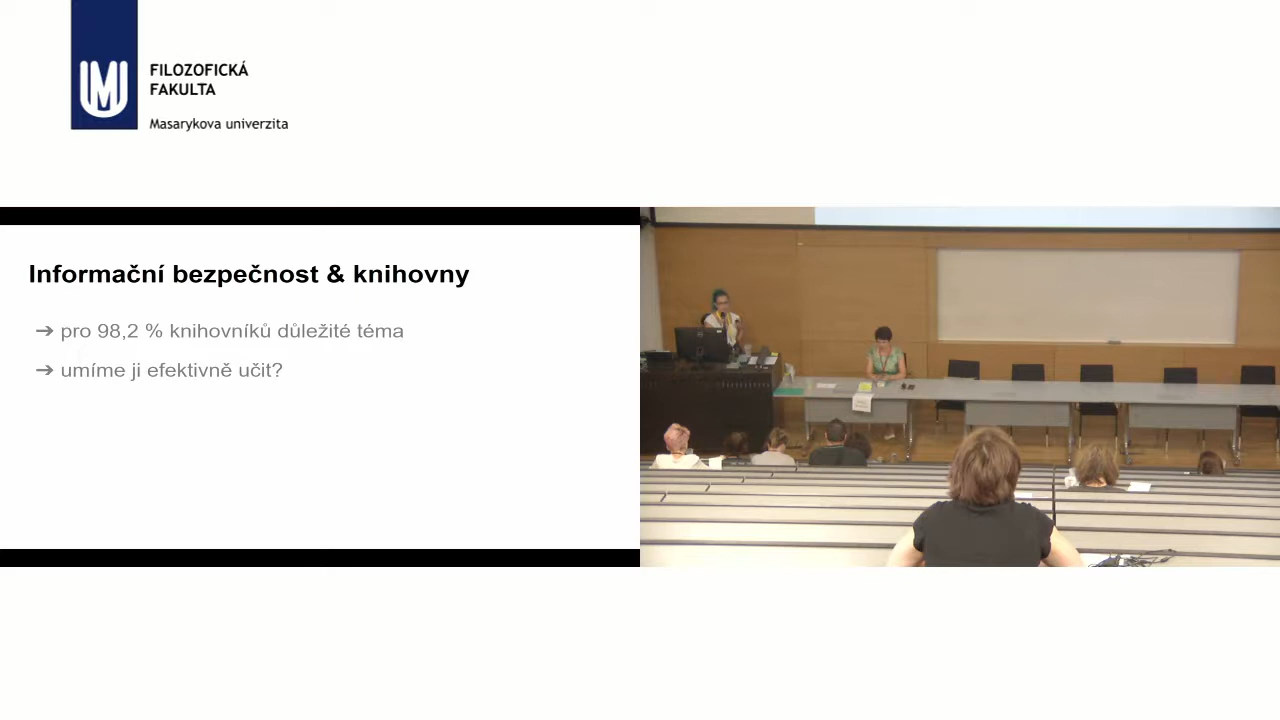 FILOZOFICKÁ
FAKULTA
Masarykova univerzita
Informační bezpečnost & knihovny
➔ pro 98,2 % knihovníků důležité téma
➔ umíme ji efektivně učit?